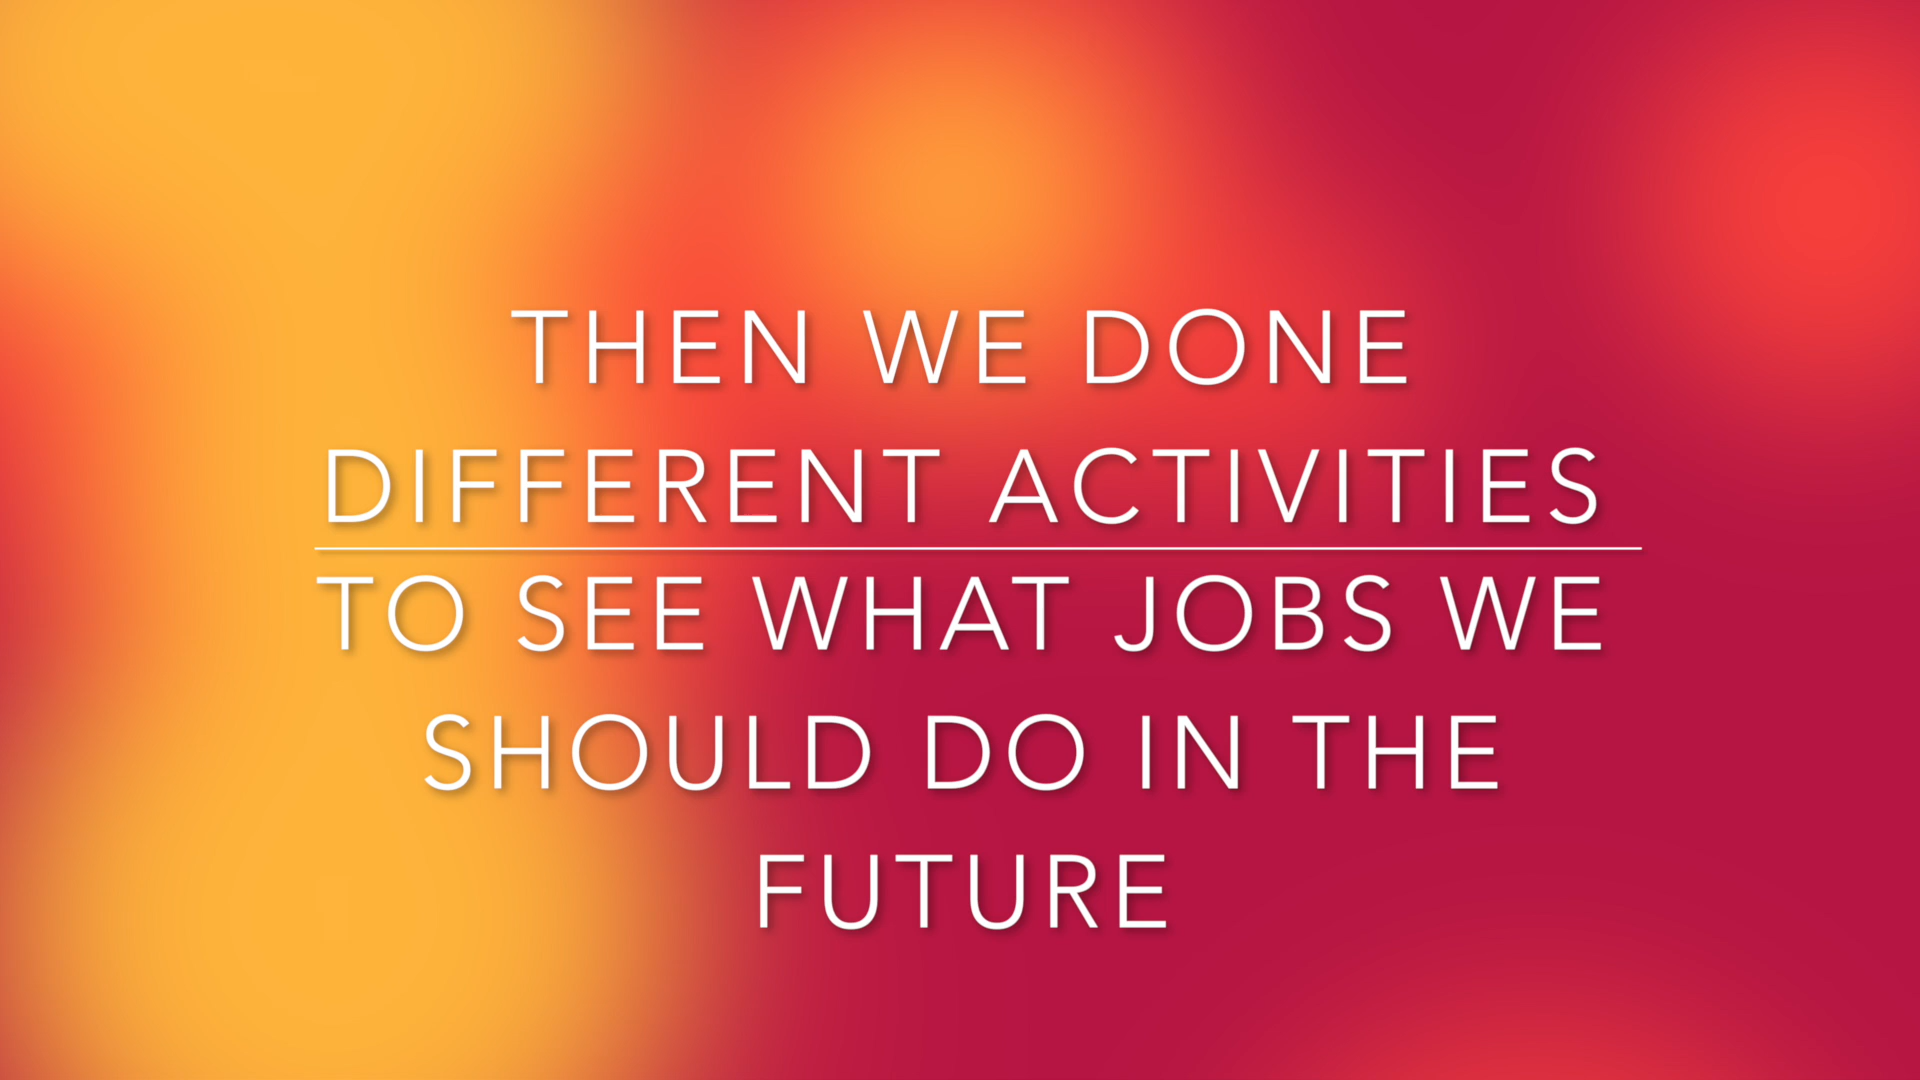 THEN WE DONE
DIFFERENT ACTIVITIES
TO SEE WHAT JOBS WE
SHOULD DO IN THE
FUTURE